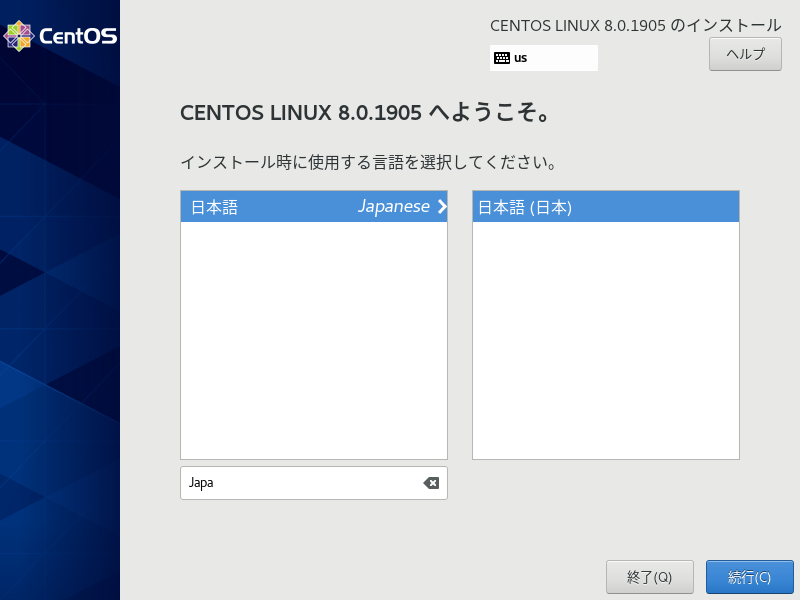 CentOS
CENTOS LINUX 8.0.1905 のインストール
us
ヘルプ
CENTOS LINUX 8.0.1905 へようこそ。
インストール時に使用する言語を選択してください。
日本語 Japanese
日本語 (日本)
Japa
終了(Q)
続行(C)